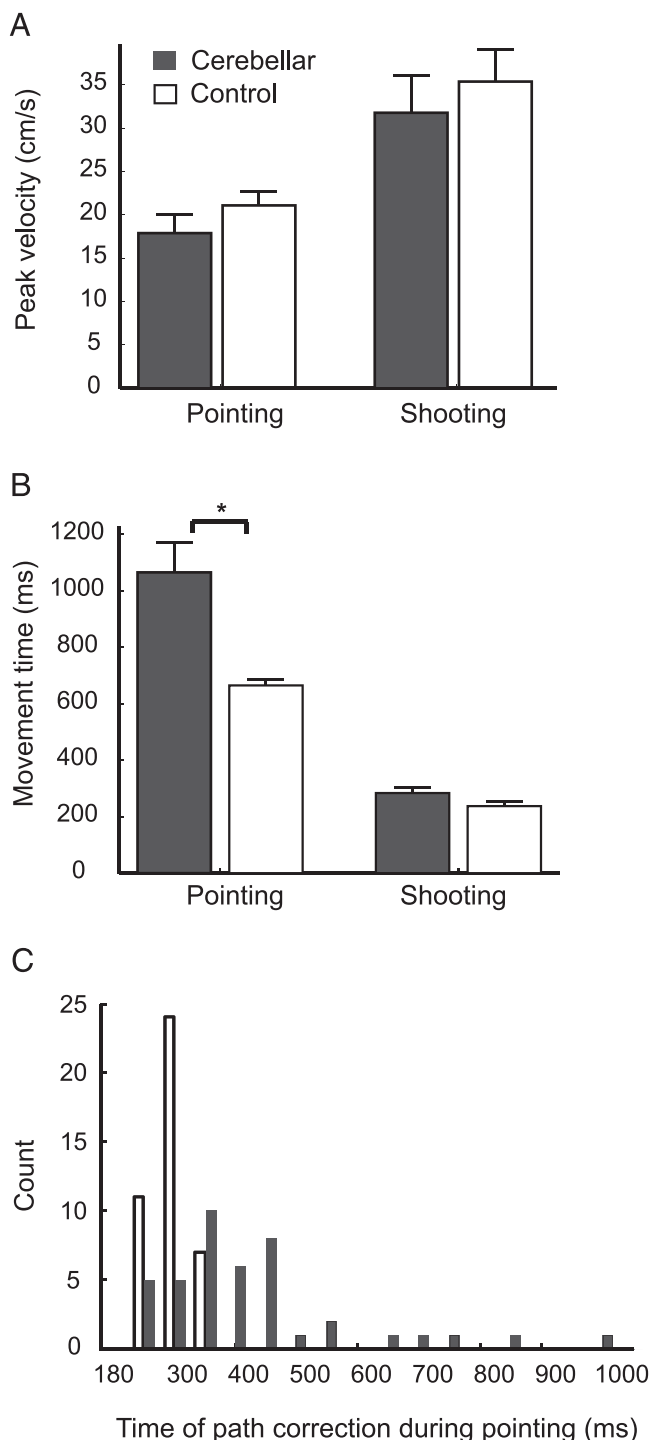 A
Peak velocity (cm/s)
35
30
25
20
15
10
5
0
Cerebellar
Control
Pointing Shooting
B
Movement time (ms)
*
1200
1000
800
600
400
200
0
Pointing Shooting
C
Count
25
20
15
10
5
0
180 300 400 500 600 700 800 900 1000
Time of path correction during pointing (ms)